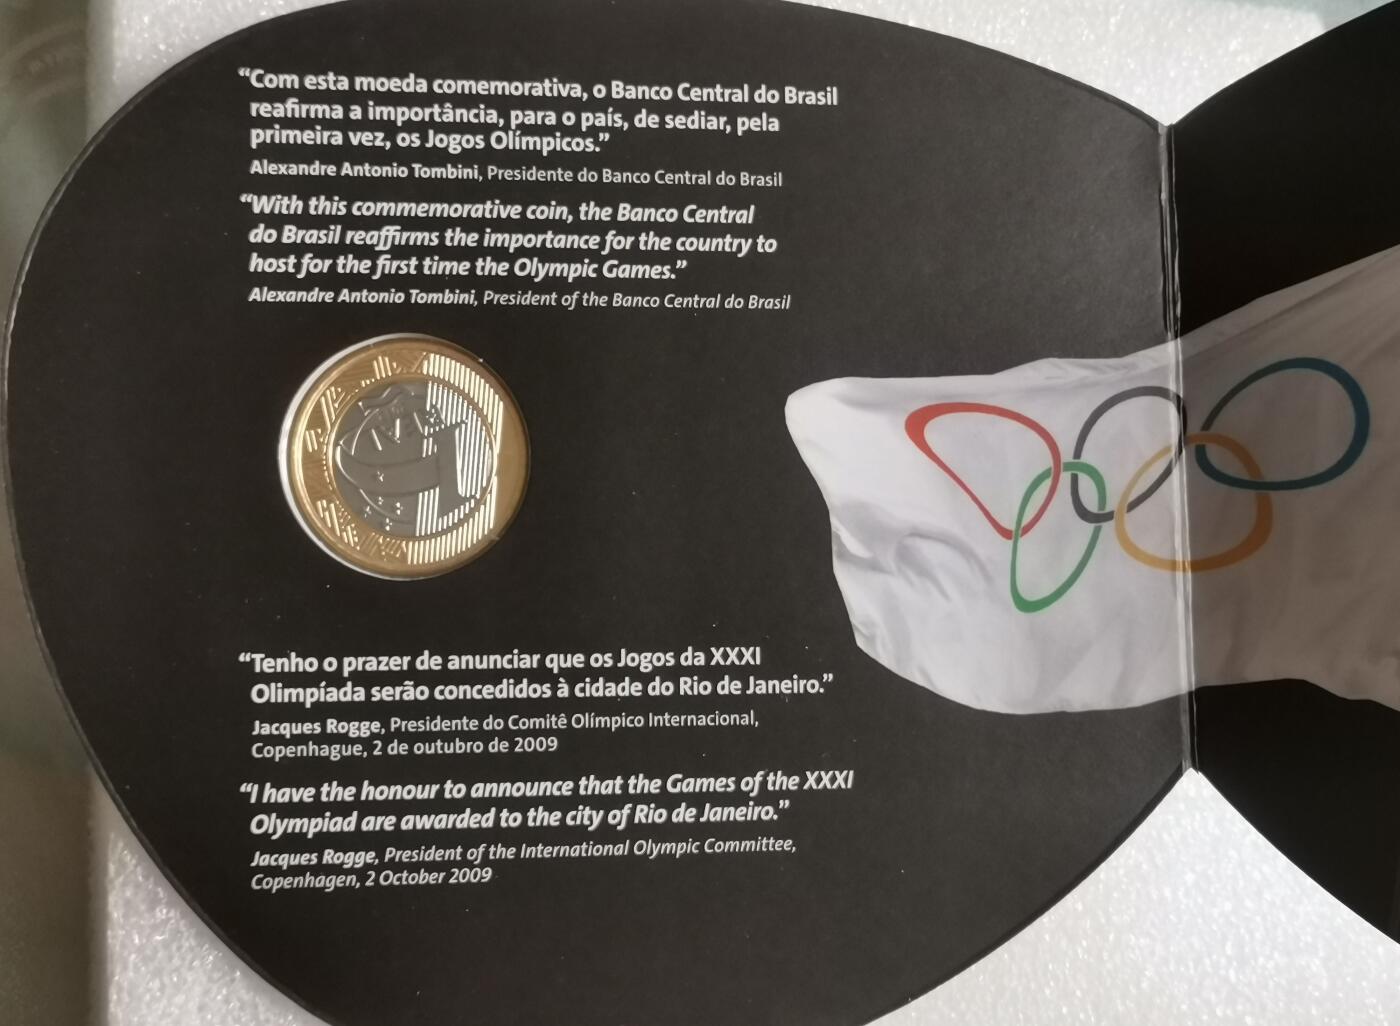 “Com esta moeda comemorativa, o Banco Central do Brasil
reafirma a importância, para o país, de sediar, pela
primeira vez, os Jogos Olímpicos.”
Alexandre Antonio Tombini, Presidente do Banco Central do Brasil
“With this commemorative coin, the Banco Central
do Brasil reaffirms the importance for the country to
host for the first time the Olympic Games.”
Alexandre Antonio Tombini, President of the Banco Central do Brasil
“Tenho o prazer de anunciar que os Jogos da XXXI
Olimpíada serão concedidos à cidade do Rio de Janeiro.”
Jacques Rogge, Presidente do Comitê Olímpico Internacional,
Copenhague, 2 de outubro de 2009
“I have the honour to announce that the Games of the XXXI
Olympiad are awarded to the city of Rio de Janeiro.”
Jacques Rogge, President of the International Olympic Committee,
Copenhagen, 2 October 2009